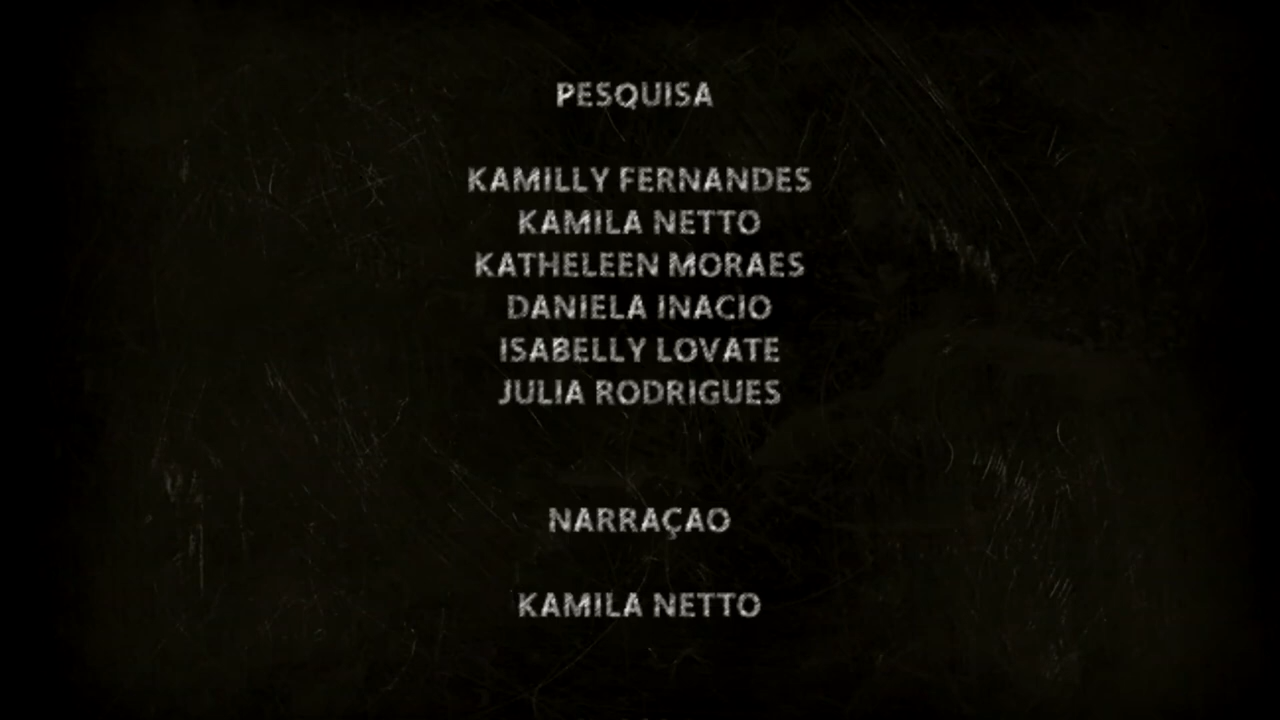 PESQUISA
KAMILLY FERNANDES
KAMILA NETTO
KATHELEEN MORAES
DANIELA INACIO
ISABELLY LOVATE
JULIA RODRIGUES
NARRAÇAO
KAMILA NETTO